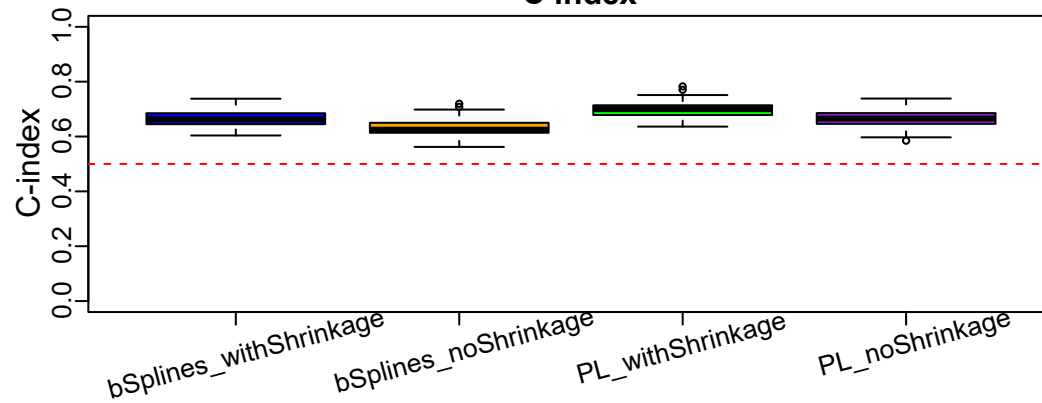 C-index
C-index
1.0
0.8
0.6
0.4
0.2
0.0
bSplines_withShrinkage
bSplines_noShrinkage
PL_withShrinkage
PL_noShrinkage